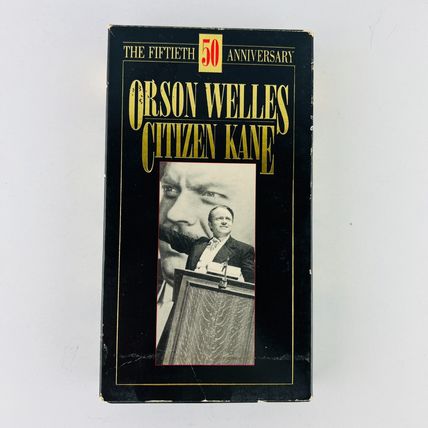 THE FIFTIETH 50 ANNIVERSARY
ORSON WELLES
CITIZEN KANE